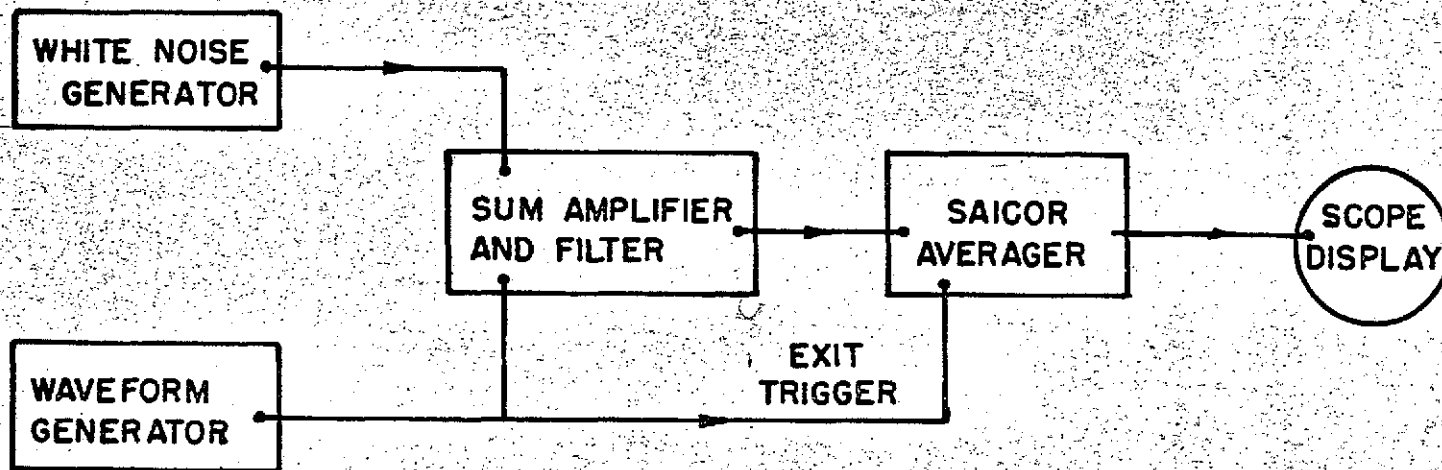 WHITE NOISE
GENERATOR
SUM AMPLIFIER
AND FILTER
SAICOR
AVERAGER
SCOPE
DISPLAY
EXIT
TRIGGER
WAVEFORM
GENERATOR